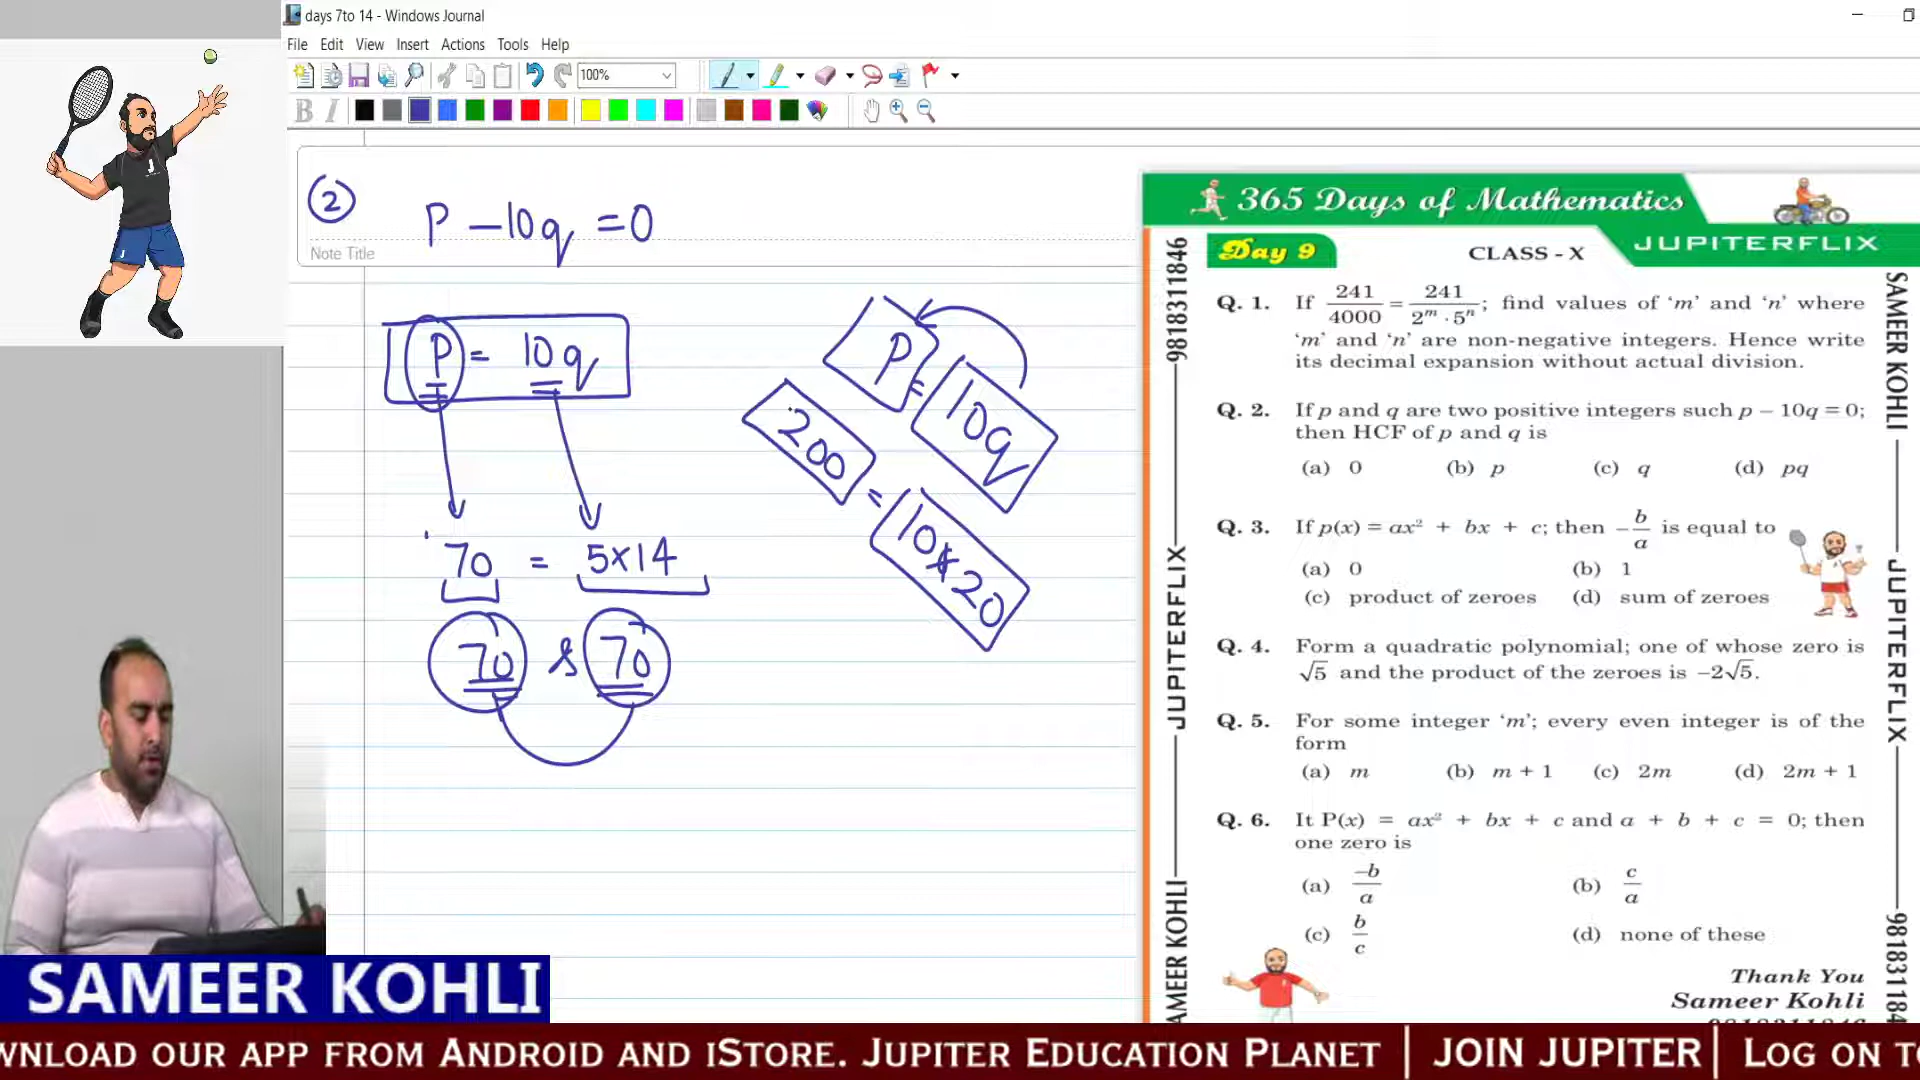 days 7to 14 - Windows Journal
File Edit View Insert Actions Tools Help
100%
B I
2
P - 10q = 0
Note Title
P = 10q
70 = 5×14
70 & 70
P = 10q
200 = 10×20
365 Days of Mathematics
JUPITERFLIX
Day 9
CLASS - X
Q. 1. If 241/4000 = 241/2^m · 5^n; find values of ‘m’ and ‘n’ where
‘m’ and ‘n’ are non-negative integers. Hence write
its decimal expansion without actual division.
Q. 2. If p and q are two positive integers such p – 10q = 0;
then HCF of p and q is
(a) 0 (b) p (c) q (d) pq
Q. 3. If p(x) = ax² + bx + c; then –b/a is equal to
(a) 0 (b) 1
(c) product of zeroes (d) sum of zeroes
Q. 4. Form a quadratic polynomial; one of whose zero is
√5 and the product of the zeroes is –2√5.
Q. 5. For some integer ‘m’; every even integer is of the
form
(a) m (b) m + 1 (c) 2m (d) 2m + 1
Q. 6. It P(x) = ax² + bx + c and a + b + c = 0; then
one zero is
(a) –b/a (b) c/a
(c) b/c (d) none of these
Thank You
Sameer Kohli
9818311846
SAMEER KOHLI
JUPITERFLIX
9818311846
SAMEER KOHLI
JUPITERFLIX
SAMEER KOHLI
WNLOAD OUR APP FROM ANDROID AND ISTORE. JUPITER EDUCATION PLANET | JOIN JUPITER | LOG ON